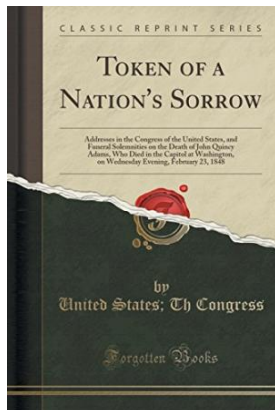 CLASSIC REPRINT SERIES
TOKEN OF A
NATION'S SORROW
Addresses in the Congress of the United States, and
Funeral Solemnities on the Death of John Quincy
Adams, Who Died in the Capitol at Washington,
on Wednesday Evening, February 23, 1848
by
United States; Th Congress
Forgotten Books